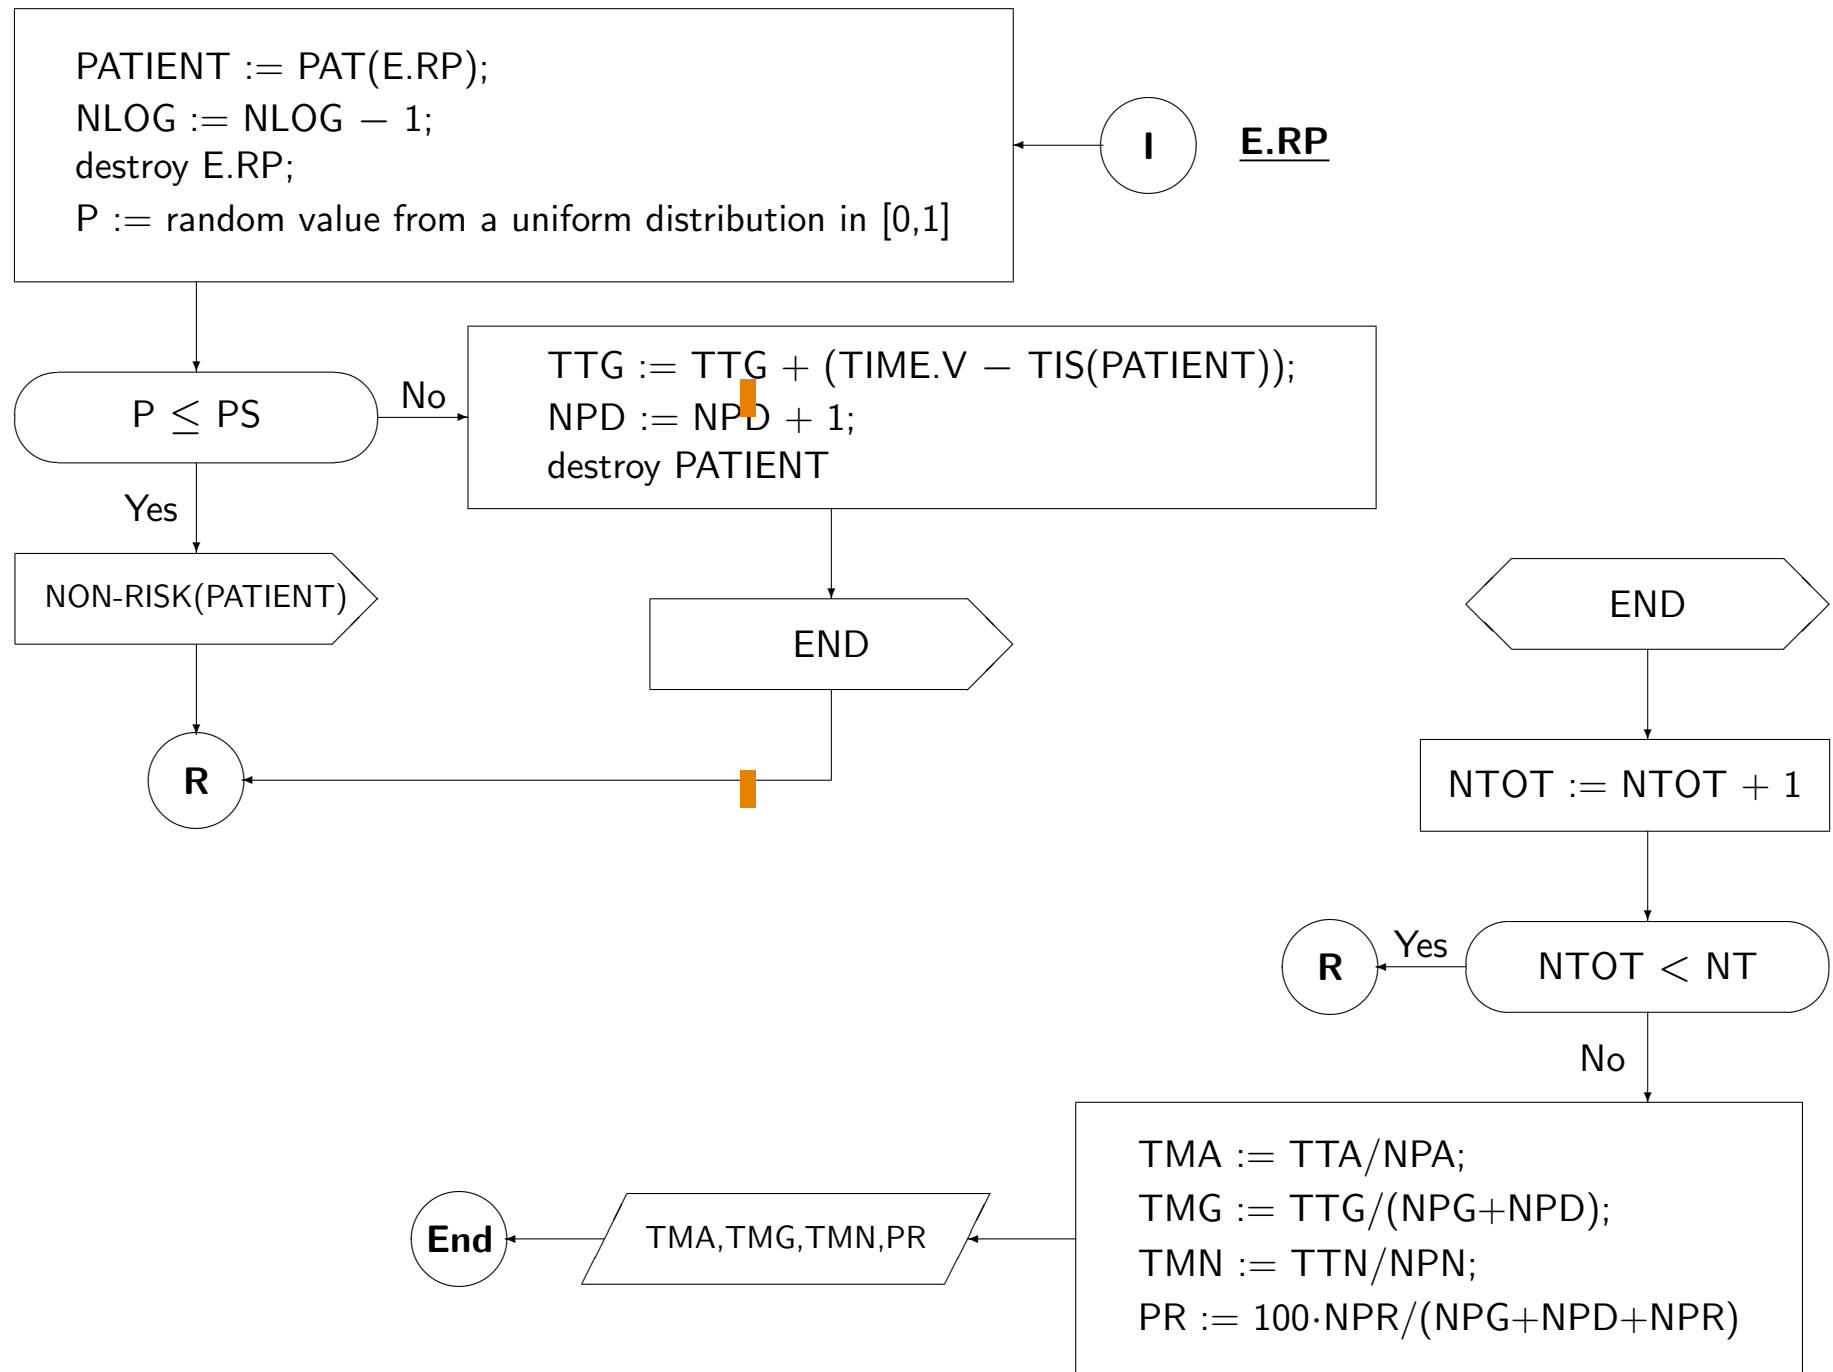 PATIENT := PAT(E.RP);
NLOG := NLOG − 1;
destroy E.RP;
P := random value from a uniform distribution in [0,1]
I
E.RP
P ≤ PS
No
TTG := TTG + (TIME.V − TIS(PATIENT));
NPD := NPD + 1;
destroy PATIENT
Yes
NON-RISK(PATIENT)
END
R
END
NTOT := NTOT + 1
NTOT < NT
Yes
R
No
TMA := TTA/NPA;
TMG := TTG/(NPG+NPD);
TMN := TTN/NPN;
PR := 100·NPR/(NPG+NPD+NPR)
TMA,TMG,TMN,PR
End